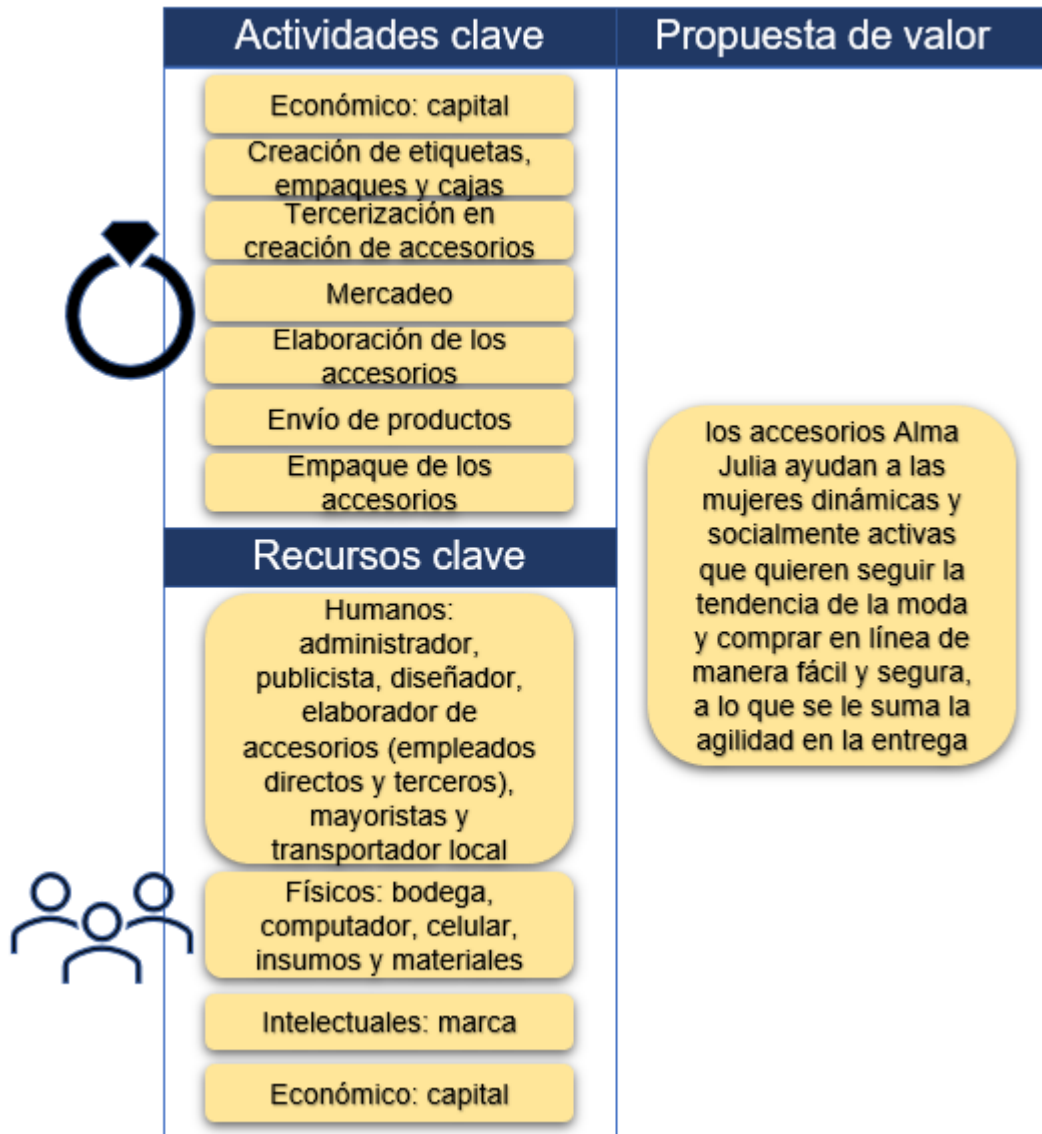 Actividades clave
Económico: capital
Creación de etiquetas,
empaques y cajas
Tercerización en
creación de accesorios
Mercadeo
Elaboración de los
accesorios
Envío de productos
Empaque de los
accesorios
Recursos clave
Humanos:
administrador,
publicista, diseñador,
elaborador de
accesorios (empleados
directos y terceros),
mayoristas y
transportador local
Físicos: bodega,
computador, celular,
insumos y materiales
Intelectuales: marca
Económico: capital
Propuesta de valor
los accesorios Alma
Julia ayudan a las
mujeres dinámicas y
socialmente activas
que quieren seguir la
tendencia de la moda
y comprar en línea de
manera fácil y segura,
a lo que se le suma la
agilidad en la entrega